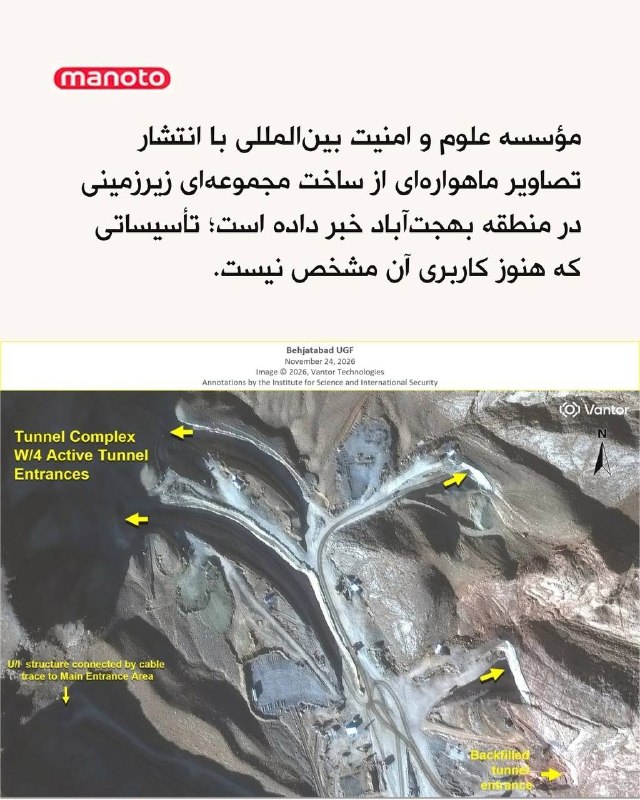 manoto
مؤسسه علوم و امنیت بین‌المللی با انتشار
تصاویر ماهواره‌ای از ساخت مجموعه‌ای زیرزمینی
در منطقه بهجت‌آباد خبر داده است؛ تأسیساتی
که هنوز کاربری آن مشخص نیست.
Behjatabad UGF
November 24, 2026
Image © 2026, Vantor Technologies
Annotations by the Institute for Science and International Security
Vantor
N
Tunnel Complex
W/4 Active Tunnel
Entrances
U/I structure connected by cable
trace to Main Entrance Area
Backfilled
tunnel
entrance